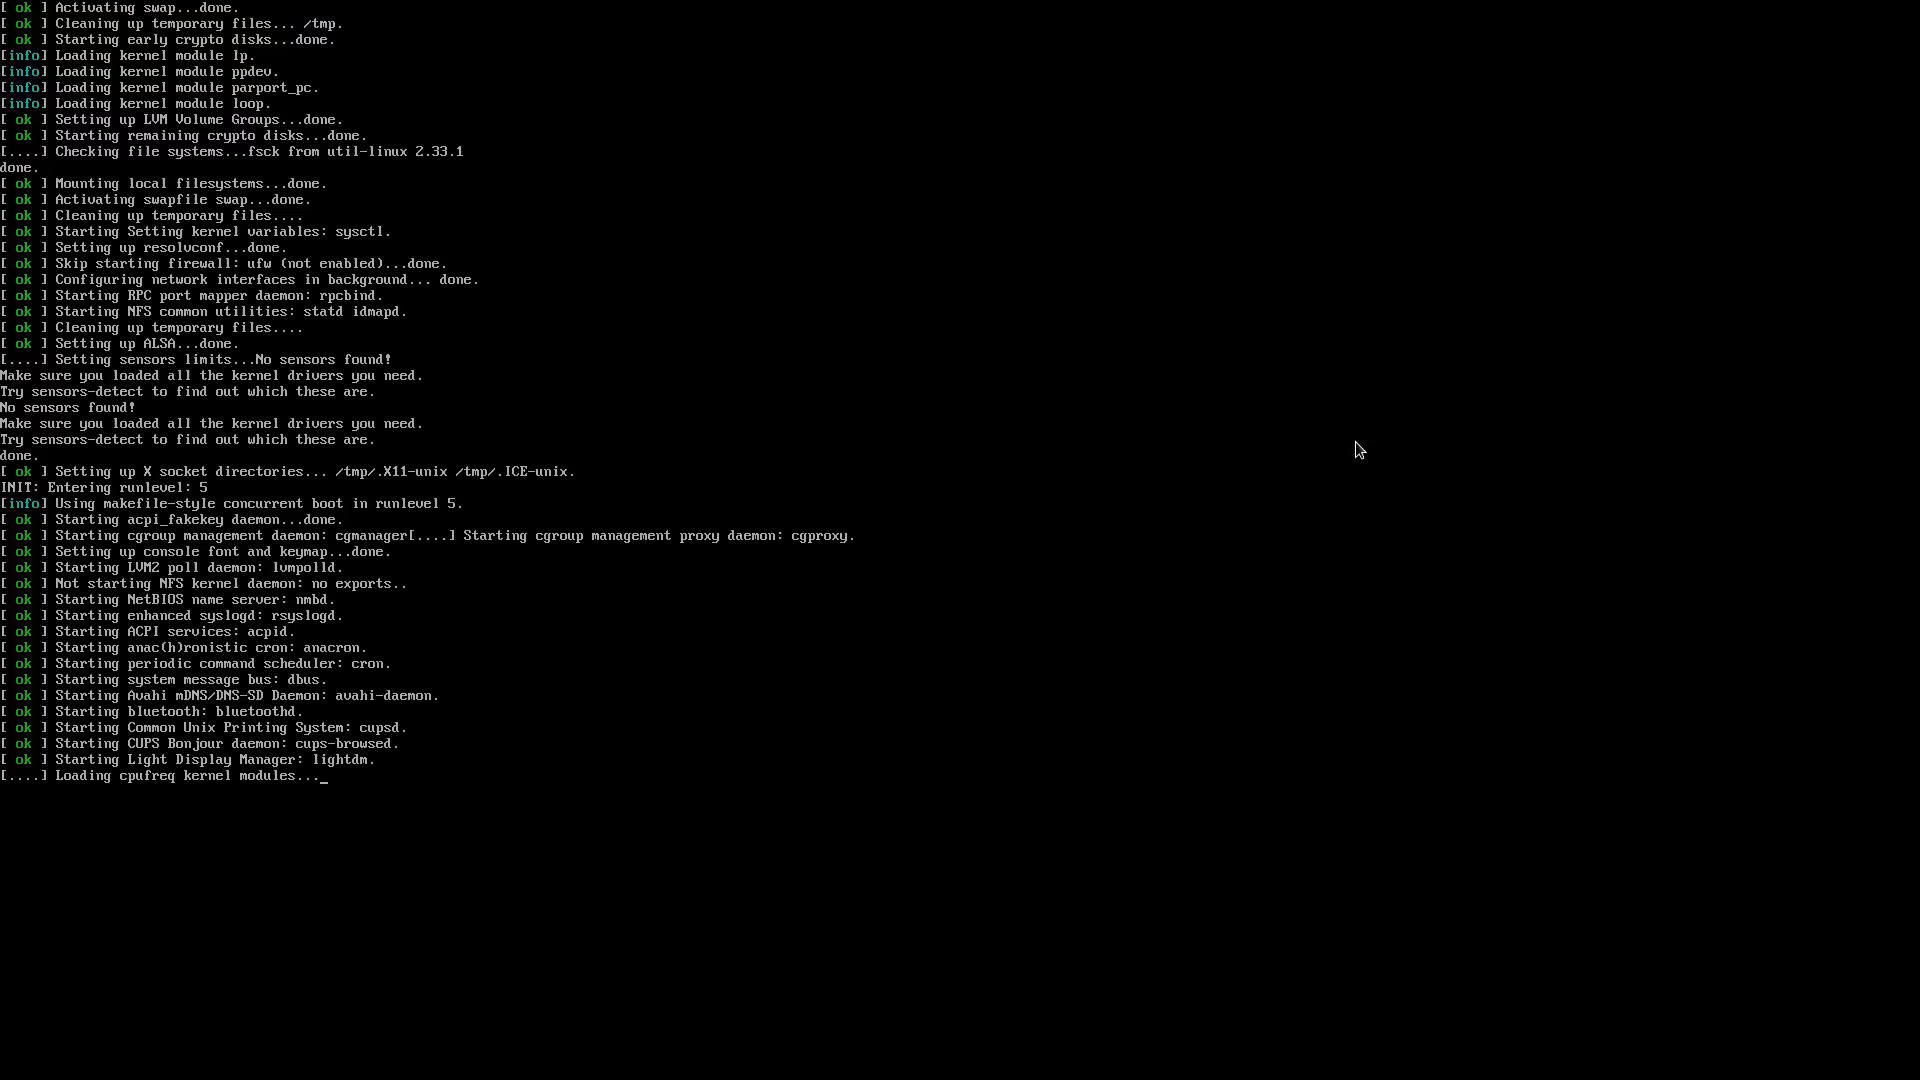 [ ok ] Activating swap...done.
[ ok ] Cleaning up temporary files... /tmp.
[ ok ] Starting early crypto disks...done.
[info] Loading kernel module lp.
[info] Loading kernel module ppdev.
[info] Loading kernel module parport_pc.
[info] Loading kernel module loop.
[ ok ] Setting up LVM Volume Groups...done.
[ ok ] Starting remaining crypto disks...done.
[....] Checking file systems...fsck from util-linux 2.33.1
done.
[ ok ] Mounting local filesystems...done.
[ ok ] Activating swapfile swap...done.
[ ok ] Cleaning up temporary files....
[ ok ] Starting Setting kernel variables: sysctl.
[ ok ] Setting up resolvconf...done.
[ ok ] Skip starting firewall: ufw (not enabled)...done.
[ ok ] Configuring network interfaces in background... done.
[ ok ] Starting RPC port mapper daemon: rpcbind.
[ ok ] Starting NFS common utilities: statd idmapd.
[ ok ] Cleaning up temporary files....
[ ok ] Setting up ALSA...done.
[....] Setting sensors limits...No sensors found!
Make sure you loaded all the kernel drivers you need.
Try sensors-detect to find out which these are.
No sensors found!
Make sure you loaded all the kernel drivers you need.
Try sensors-detect to find out which these are.
done.
[ ok ] Setting up X socket directories... /tmp/.X11-unix /tmp/.ICE-unix.
INIT: Entering runlevel: 5
[info] Using makefile-style concurrent boot in runlevel 5.
[ ok ] Starting acpi_fakekey daemon...done.
[ ok ] Starting cgroup management daemon: cgmanager[....] Starting cgroup management proxy daemon: cgproxy.
[ ok ] Setting up console font and keymap...done.
[ ok ] Starting LVM2 poll daemon: lvmpolld.
[ ok ] Not starting NFS kernel daemon: no exports..
[ ok ] Starting NetBIOS name server: nmbd.
[ ok ] Starting enhanced syslogd: rsyslogd.
[ ok ] Starting ACPI services: acpid.
[ ok ] Starting anac(h)ronistic cron: anacron.
[ ok ] Starting periodic command scheduler: cron.
[ ok ] Starting system message bus: dbus.
[ ok ] Starting Avahi mDNS/DNS-SD Daemon: avahi-daemon.
[ ok ] Starting bluetooth: bluetoothd.
[ ok ] Starting Common Unix Printing System: cupsd.
[ ok ] Starting CUPS Bonjour daemon: cups-browsed.
[ ok ] Starting Light Display Manager: lightdm.
[....] Loading cpufreq kernel modules..._